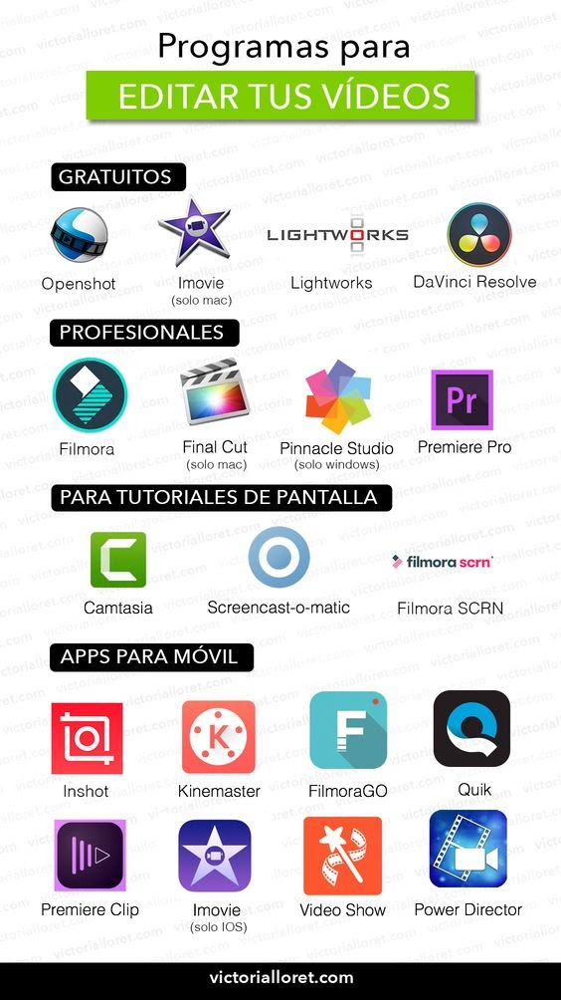 Programas para
EDITAR TUS VÍDEOS
GRATUITOS
LIGHTWORKS
Openshot
Imovie
(solo mac)
Lightworks
DaVinci Resolve
PROFESIONALES
Pr
Filmora
Final Cut
(solo mac)
Pinnacle Studio
(solo windows)
Premiere Pro
PARA TUTORIALES DE PANTALLA
C
filmora scrn
Camtasia
Screencast-o-matic
Filmora SCRN
APPS PARA MÓVIL
K
F
Inshot
Kinemaster
FilmoraGO
Quik
Premiere Clip
Imovie
(solo IOS)
Video Show
Power Director
victorialloret.com